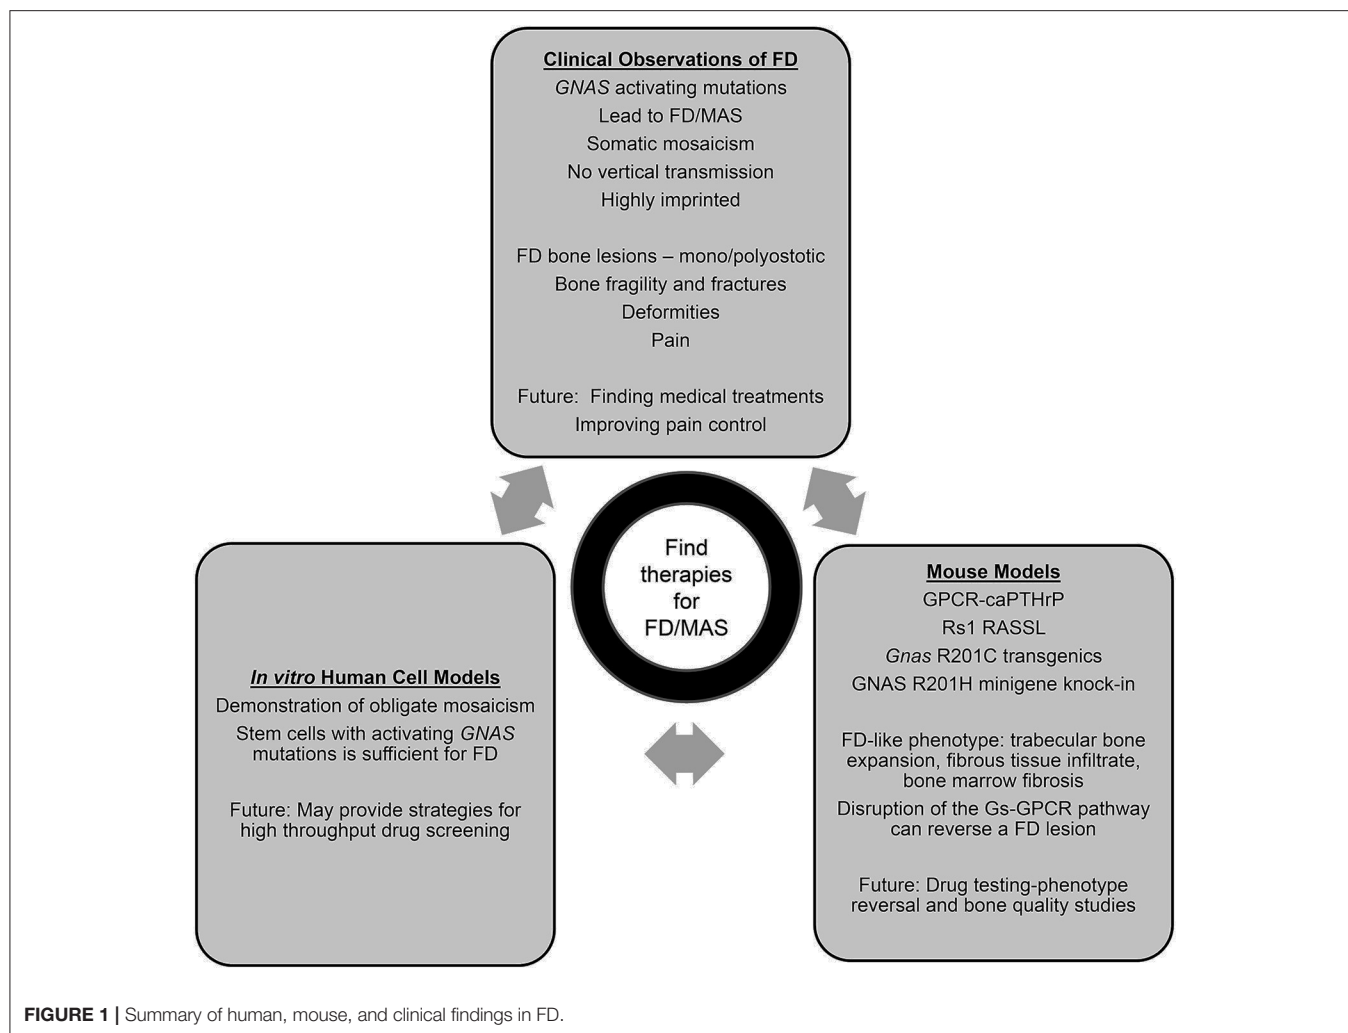 Clinical Observations of FD
GNAS activating mutations
Lead to FD/MAS
Somatic mosaicism
No vertical transmission
Highly imprinted
FD bone lesions – mono/polyostotic
Bone fragility and fractures
Deformities
Pain
Future:  Finding medical treatments
Improving pain control
Find
therapies
for
FD/MAS
In vitro Human Cell Models
Demonstration of obligate mosaicism
Stem cells with activating GNAS
mutations is sufficient for FD
Future: May provide strategies for
high throughput drug screening
Mouse Models
GPCR-caPTHrP
Rs1 RASSL
Gnas R201C transgenics
GNAS R201H minigene knock-in
FD-like phenotype: trabecular bone
expansion, fibrous tissue infiltrate,
bone marrow fibrosis
Disruption of the Gs-GPCR pathway
can reverse a FD lesion
Future: Drug testing-phenotype
reversal and bone quality studies
FIGURE 1 | Summary of human, mouse, and clinical findings in FD.